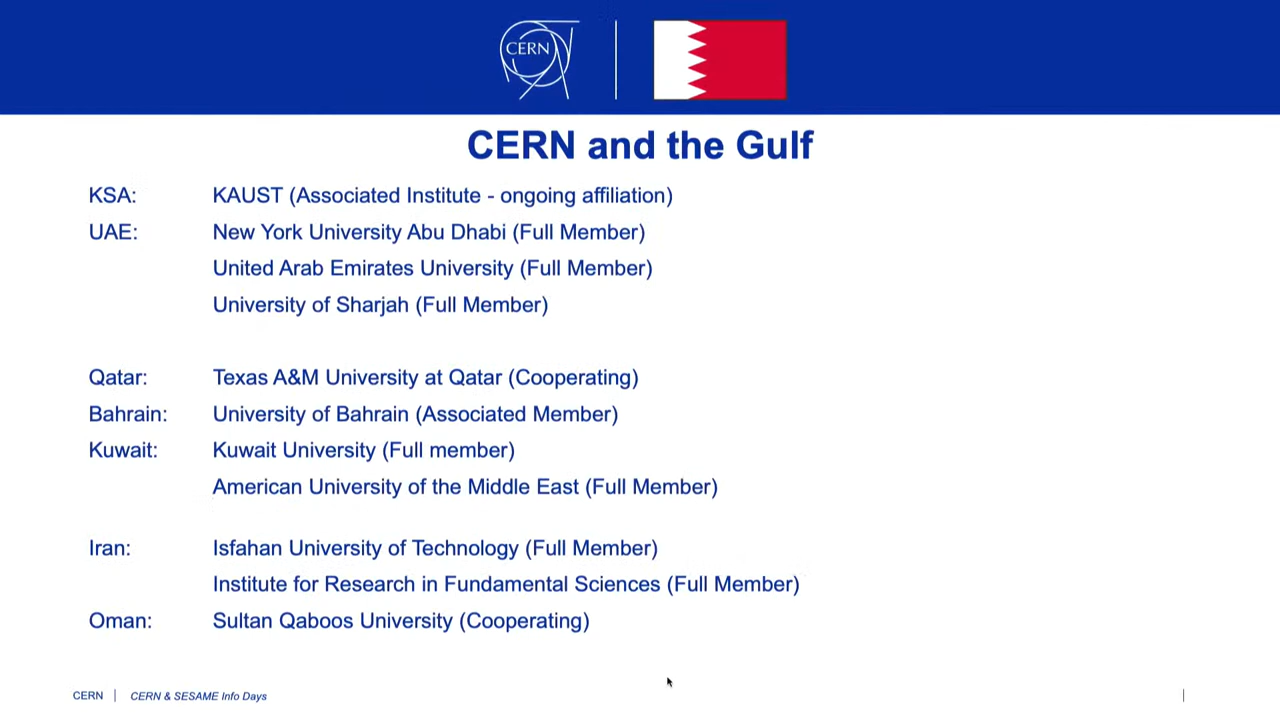 CERN
CERN and the Gulf
KSA: KAUST (Associated Institute - ongoing affiliation)
UAE: New York University Abu Dhabi (Full Member)
United Arab Emirates University (Full Member)
University of Sharjah (Full Member)
Qatar: Texas A&M University at Qatar (Cooperating)
Bahrain: University of Bahrain (Associated Member)
Kuwait: Kuwait University (Full member)
American University of the Middle East (Full Member)
Iran: Isfahan University of Technology (Full Member)
Institute for Research in Fundamental Sciences (Full Member)
Oman: Sultan Qaboos University (Cooperating)
CERN | CERN & SESAME Info Days |